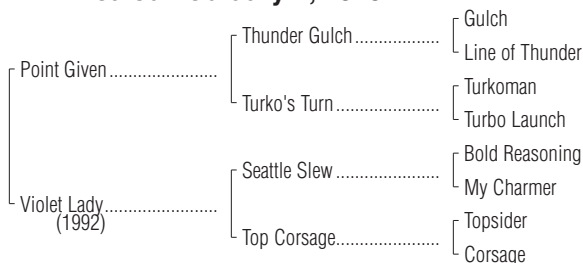 Gulch
Thunder Gulch....................
Line of Thunder
Point Given.........................
Turkoman
Turko's Turn.........................
Turbo Launch
Bold Reasoning
Seattle Slew........................
My Charmer
Violet Lady..........................
(1992)
Topsider
Top Corsage........................
Corsage